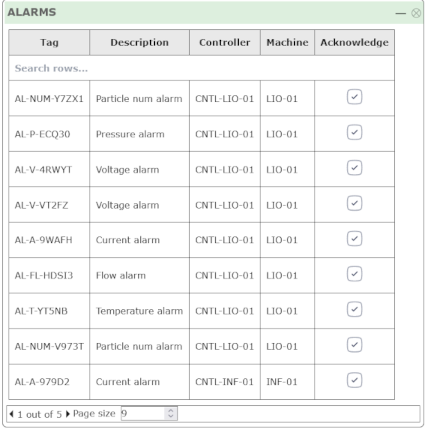 ALARMS
Tag Description Controller Machine Acknowledge
Search rows...
AL-NUM-Y7ZX1 Particle num alarm CNTL-LIO-01 LIO-01
AL-P-ECQ30 Pressure alarm CNTL-LIO-01 LIO-01
AL-V-4RWYT Voltage alarm CNTL-LIO-01 LIO-01
AL-V-VT2FZ Voltage alarm CNTL-LIO-01 LIO-01
AL-A-9WAFH Current alarm CNTL-LIO-01 LIO-01
AL-FL-HDSI3 Flow alarm CNTL-LIO-01 LIO-01
AL-T-YT5NB Temperature alarm CNTL-LIO-01 LIO-01
AL-NUM-V973T Particle num alarm CNTL-LIO-01 LIO-01
AL-A-979D2 Current alarm CNTL-INF-01 INF-01
1 out of 5 Page size 9